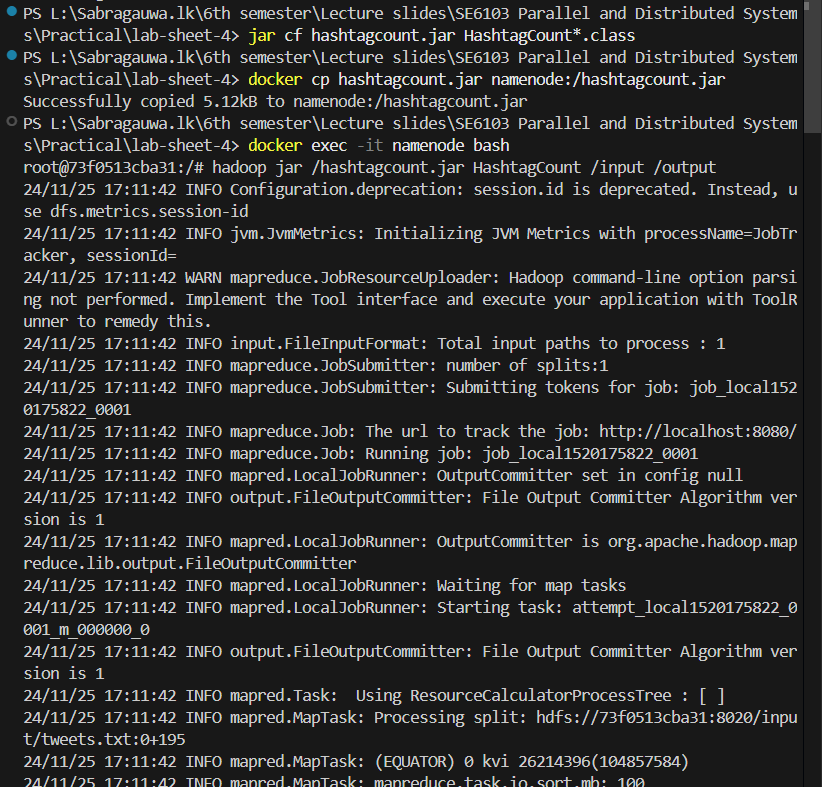 PS L:\Sabragauwa.lk\6th semester\Lecture slides\SE6103 Parallel and Distributed System
s\Practical\lab-sheet-4> jar cf hashtagcount.jar HashtagCount*.class
PS L:\Sabragauwa.lk\6th semester\Lecture slides\SE6103 Parallel and Distributed System
s\Practical\lab-sheet-4> docker cp hashtagcount.jar namenode:/hashtagcount.jar
Successfully copied 5.12kB to namenode:/hashtagcount.jar
PS L:\Sabragauwa.lk\6th semester\Lecture slides\SE6103 Parallel and Distributed System
s\Practical\lab-sheet-4> docker exec -it namenode bash
root@73f0513cba31:/# hadoop jar /hashtagcount.jar HashtagCount /input /output
24/11/25 17:11:42 INFO Configuration.deprecation: session.id is deprecated. Instead, u
se dfs.metrics.session-id
24/11/25 17:11:42 INFO jvm.JvmMetrics: Initializing JVM Metrics with processName=JobTr
acker, sessionId=
24/11/25 17:11:42 WARN mapreduce.JobResourceUploader: Hadoop command-line option parsi
ng not performed. Implement the Tool interface and execute your application with ToolR
unner to remedy this.
24/11/25 17:11:42 INFO input.FileInputFormat: Total input paths to process : 1
24/11/25 17:11:42 INFO mapreduce.JobSubmitter: number of splits:1
24/11/25 17:11:42 INFO mapreduce.JobSubmitter: Submitting tokens for job: job_local152
0175822_0001
24/11/25 17:11:42 INFO mapreduce.Job: The url to track the job: http://localhost:8080/
24/11/25 17:11:42 INFO mapreduce.Job: Running job: job_local1520175822_0001
24/11/25 17:11:42 INFO mapred.LocalJobRunner: OutputCommitter set in config null
24/11/25 17:11:42 INFO output.FileOutputCommitter: File Output Committer Algorithm ver
sion is 1
24/11/25 17:11:42 INFO mapred.LocalJobRunner: OutputCommitter is org.apache.hadoop.map
reduce.lib.output.FileOutputCommitter
24/11/25 17:11:42 INFO mapred.LocalJobRunner: Waiting for map tasks
24/11/25 17:11:42 INFO mapred.LocalJobRunner: Starting task: attempt_local1520175822_0
001_m_000000_0
24/11/25 17:11:42 INFO output.FileOutputCommitter: File Output Committer Algorithm ver
sion is 1
24/11/25 17:11:42 INFO mapred.Task:  Using ResourceCalculatorProcessTree : [ ]
24/11/25 17:11:42 INFO mapred.MapTask: Processing split: hdfs://73f0513cba31:8020/inpu
t/tweets.txt:0+195
24/11/25 17:11:42 INFO mapred.MapTask: (EQUATOR) 0 kvi 26214396(104857584)
24/11/25 17:11:42 INFO mapred.MapTask: mapreduce.task.io.sort.mb: 100